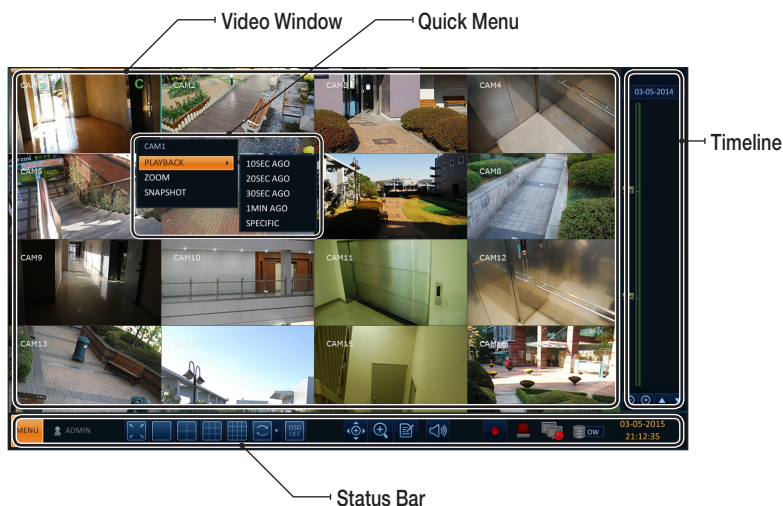 Video Window
Quick Menu
Timeline
Status Bar
CAM2
CAM4
03-05-2014
CAM1
PLAYBACK
ZOOM
SNAPSHOT
10SEC AGO
20SEC AGO
30SEC AGO
1MIN AGO
SPECIFIC
C
CAM5
CAM8
CAM9
CAM10
CAM11
CAM12
CAM13
CAM15
MENU
ADMIN
OSD
OFF
OW
03-05-2015
21:12:35